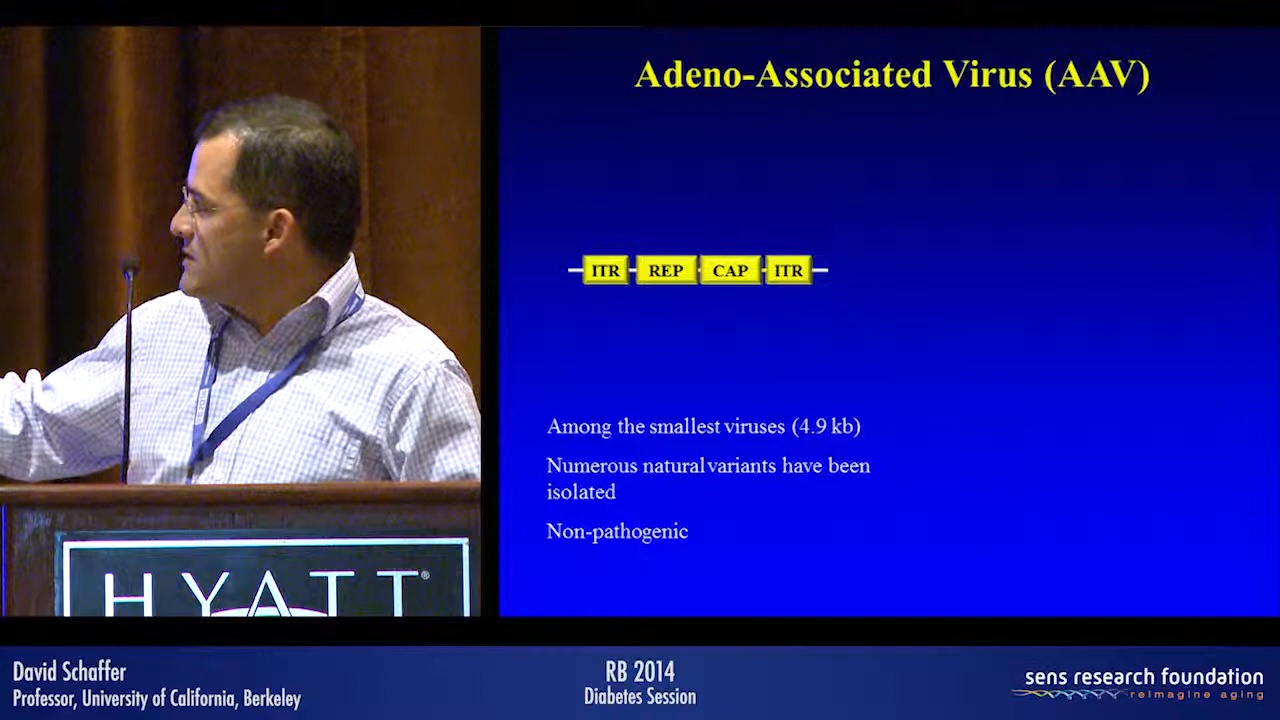 Adeno-Associated Virus (AAV)
ITR REP CAP ITR
Among the smallest viruses (4.9 kb)
Numerous natural variants have been
isolated
Non-pathogenic
HYATT®
David Schaffer
Professor, University of California, Berkeley
RB 2014
Diabetes Session
sens research foundation
reimagine aging